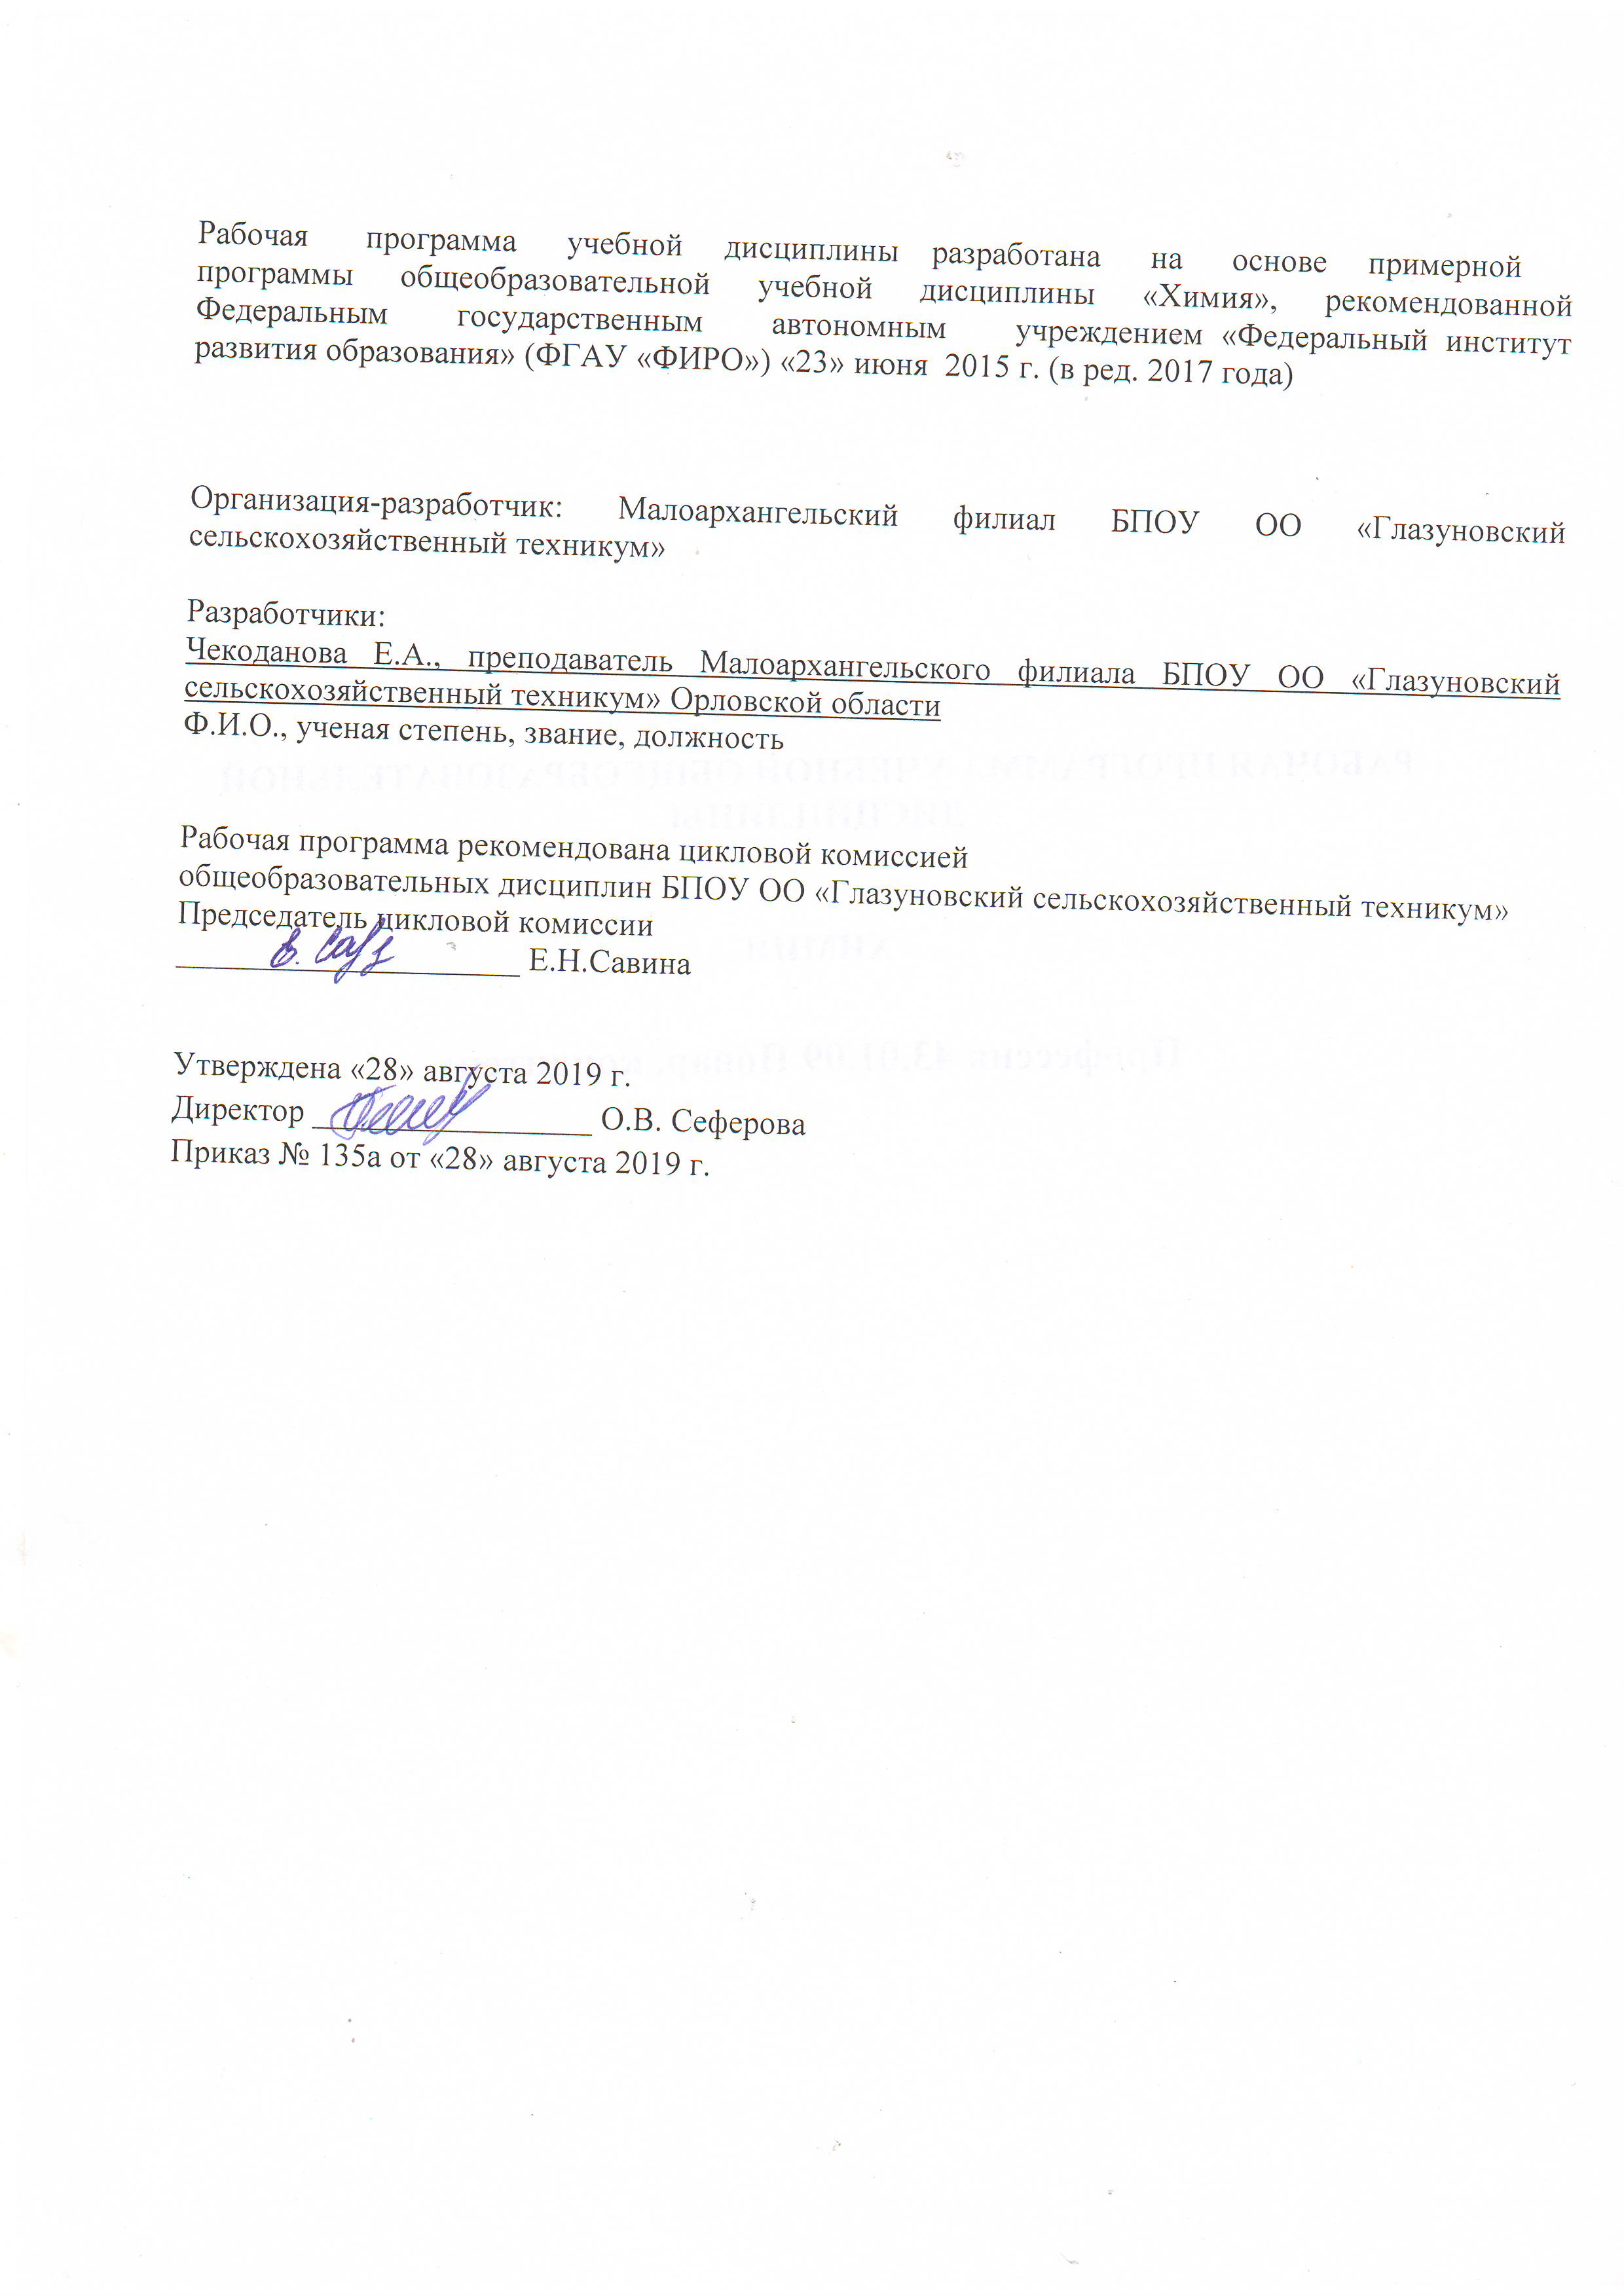 Рабочая программа учебной дисциплины разработана на основе примерной
программы общеобразовательной учебной дисциплины «Химия», рекомендованной
Федеральным государственным автономным учреждением «Федеральный институт
развития образования» (ФГАУ «ФИРО») «23» июня 2015 г. (в ред. 2017 года)
Организация-разработчик: Малоархангельский филиал БПОУ ОО «Глазуновский
сельскохозяйственный техникум»
Разработчики:
Чекоданова Е.А., преподаватель Малоархангельского филиала БПОУ ОО «Глазуновский
сельскохозяйственный техникум» Орловской области
Ф.И.О., ученая степень, звание, должность
Рабочая программа рекомендована цикловой комиссией
общеобразовательных дисциплин БПОУ ОО «Глазуновский сельскохозяйственный техникум»
Председатель цикловой комиссии
Е.Н.Савина
Утверждена «28» августа 2019 г.
Директор О.В. Сеферова
Приказ № 135а от «28» августа 2019 г.